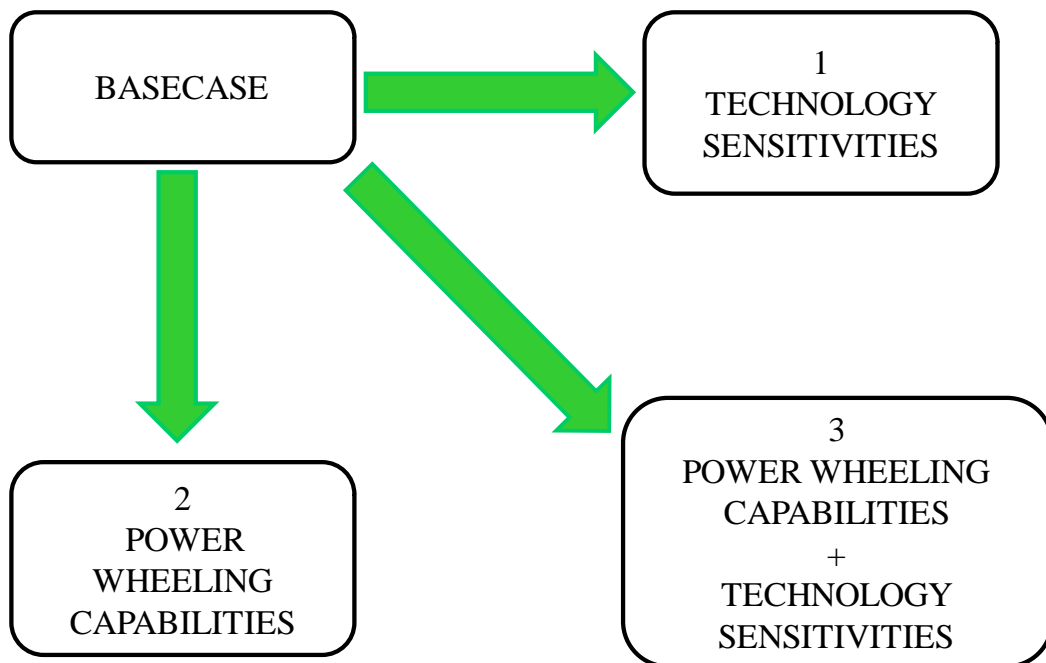 BASECASE
1
TECHNOLOGY
SENSITIVITIES
2
POWER
WHEELING
CAPABILITIES
3
POWER WHEELING
CAPABILITIES
+
TECHNOLOGY
SENSITIVITIES